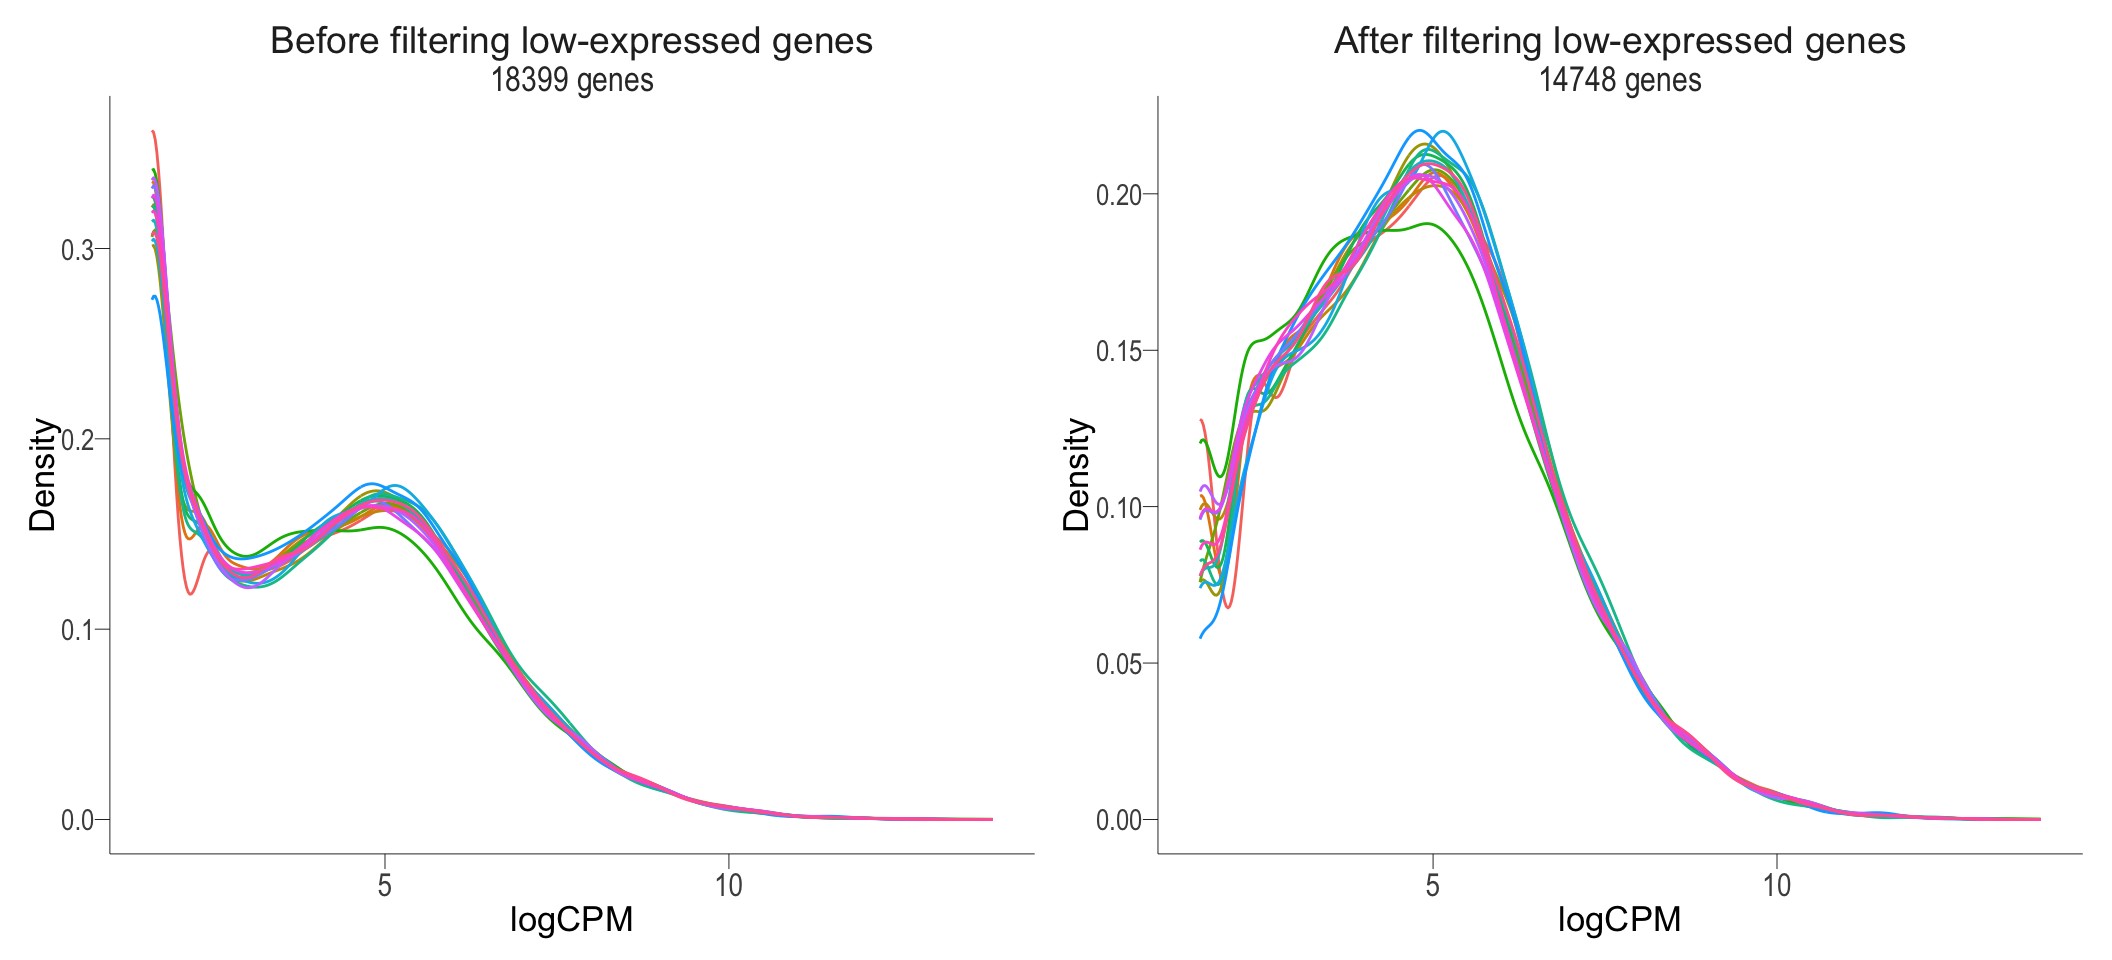 Before filtering low-expressed genes
18399 genes
Density
0.3
0.2
0.1
0.0
5
10
logCPM
After filtering low-expressed genes
14748 genes
Density
0.20
0.15
0.10
0.05
0.00
5
10
logCPM